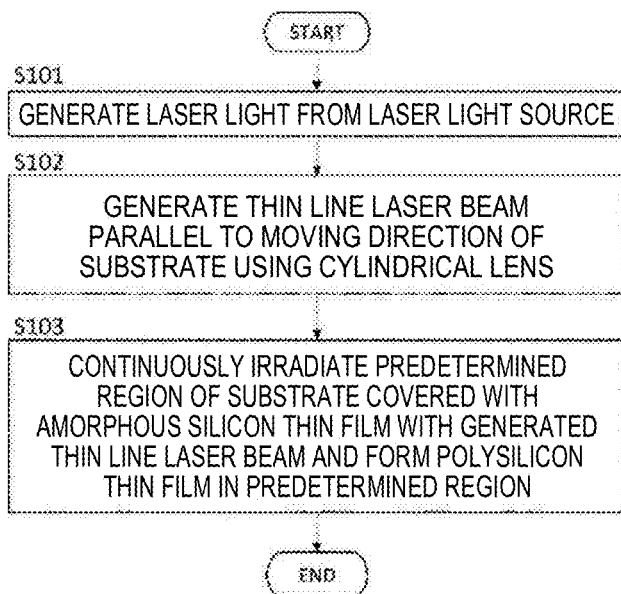 START
S101
GENERATE LASER LIGHT FROM LASER LIGHT SOURCE
S102
GENERATE THIN LINE LASER BEAM
PARALLEL TO MOVING DIRECTION OF
SUBSTRATE USING CYLINDRICAL LENS
S103
CONTINUOUSLY IRRADIATE PREDETERMINED
REGION OF SUBSTRATE COVERED WITH
AMORPHOUS SILICON THIN FILM WITH GENERATED
THIN LINE LASER BEAM AND FORM POLYSILICON
THIN FILM IN PREDETERMINED REGION
END